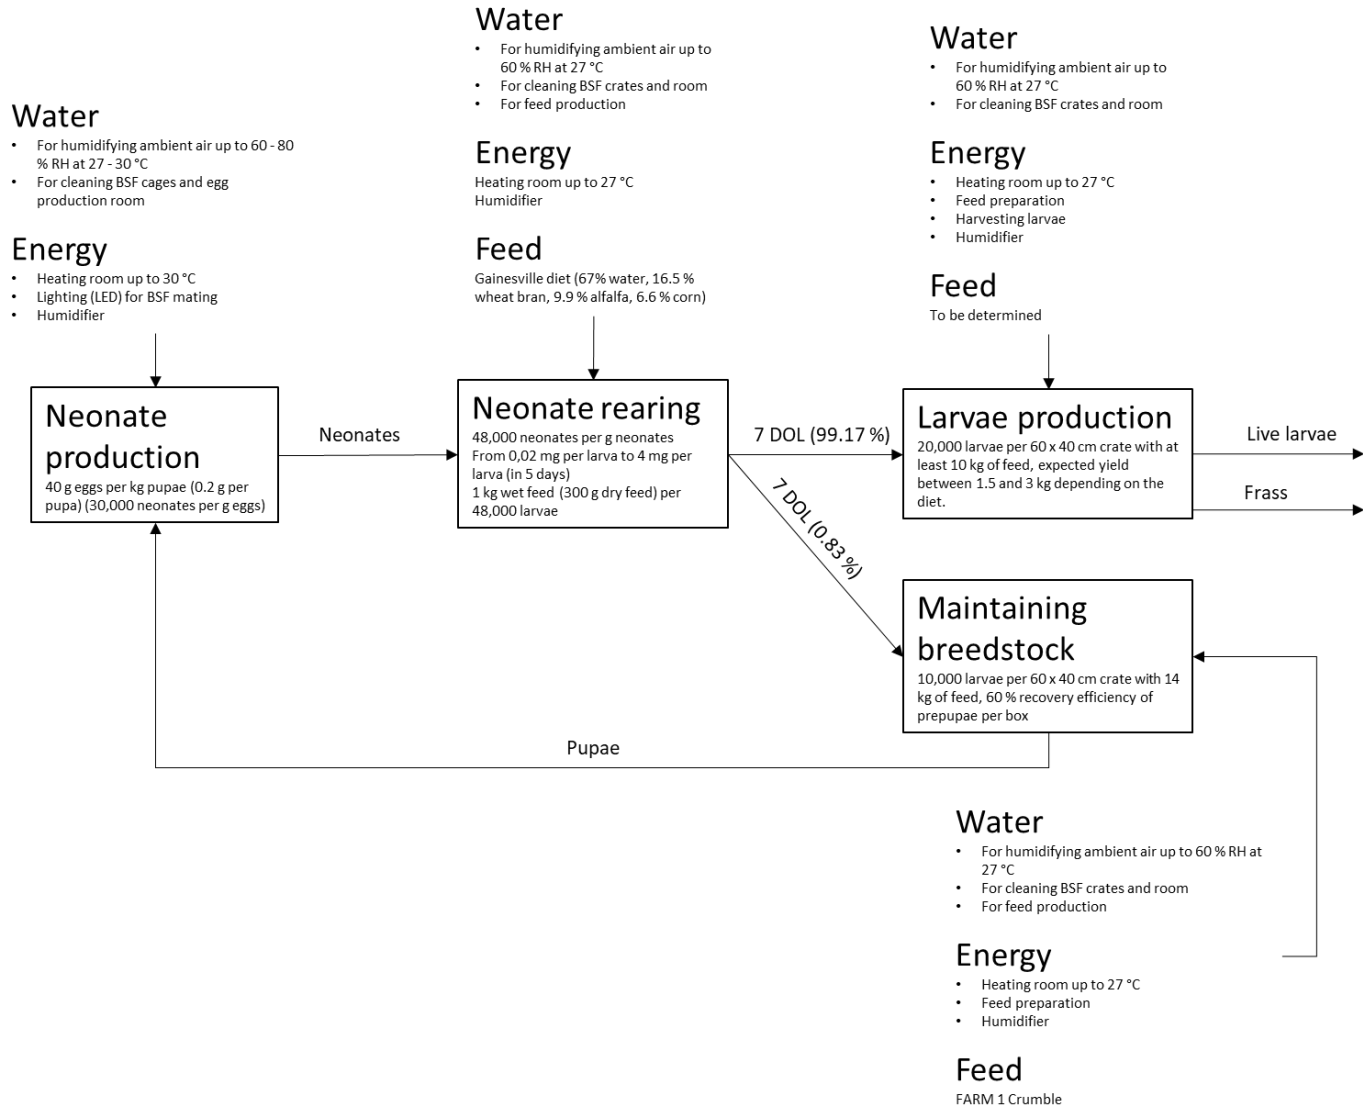 Water
• For humidifying ambient air up to 60 - 80
% RH at 27 - 30 °C
• For cleaning BSF cages and egg
production room
Energy
• Heating room up to 30 °C
• Lighting (LED) for BSF mating
• Humidifier
Water
• For humidifying ambient air up to
60 % RH at 27 °C
• For cleaning BSF crates and room
• For feed production
Energy
Heating room up to 27 °C
Humidifier
Feed
Gainesville diet (67% water, 16.5 %
wheat bran, 9.9 % alfalfa, 6.6 % corn)
Water
• For humidifying ambient air up to
60 % RH at 27 °C
• For cleaning BSF crates and room
Energy
• Heating room up to 27 °C
• Feed preparation
• Harvesting larvae
• Humidifier
Feed
To be determined
Neonate
production
40 g eggs per kg pupae (0.2 g per
pupa) (30,000 neonates per g eggs)
Neonates
Neonate rearing
48,000 neonates per g neonates
From 0,02 mg per larva to 4 mg per
larva (in 5 days)
1 kg wet feed (300 g dry feed) per
48,000 larvae
7 DOL (99.17 %)
7 DOL (0.83 %)
Larvae production
20,000 larvae per 60 x 40 cm crate with at
least 10 kg of feed, expected yield
between 1.5 and 3 kg depending on the
diet.
Live larvae
Frass
Maintaining
breedstock
10,000 larvae per 60 x 40 cm crate with 14
kg of feed, 60 % recovery efficiency of
prepupae per box
Pupae
Water
• For humidifying ambient air up to 60 % RH at
27 °C
• For cleaning BSF crates and room
• For feed production
Energy
• Heating room up to 27 °C
• Feed preparation
• Humidifier
Feed
FARM 1 Crumble